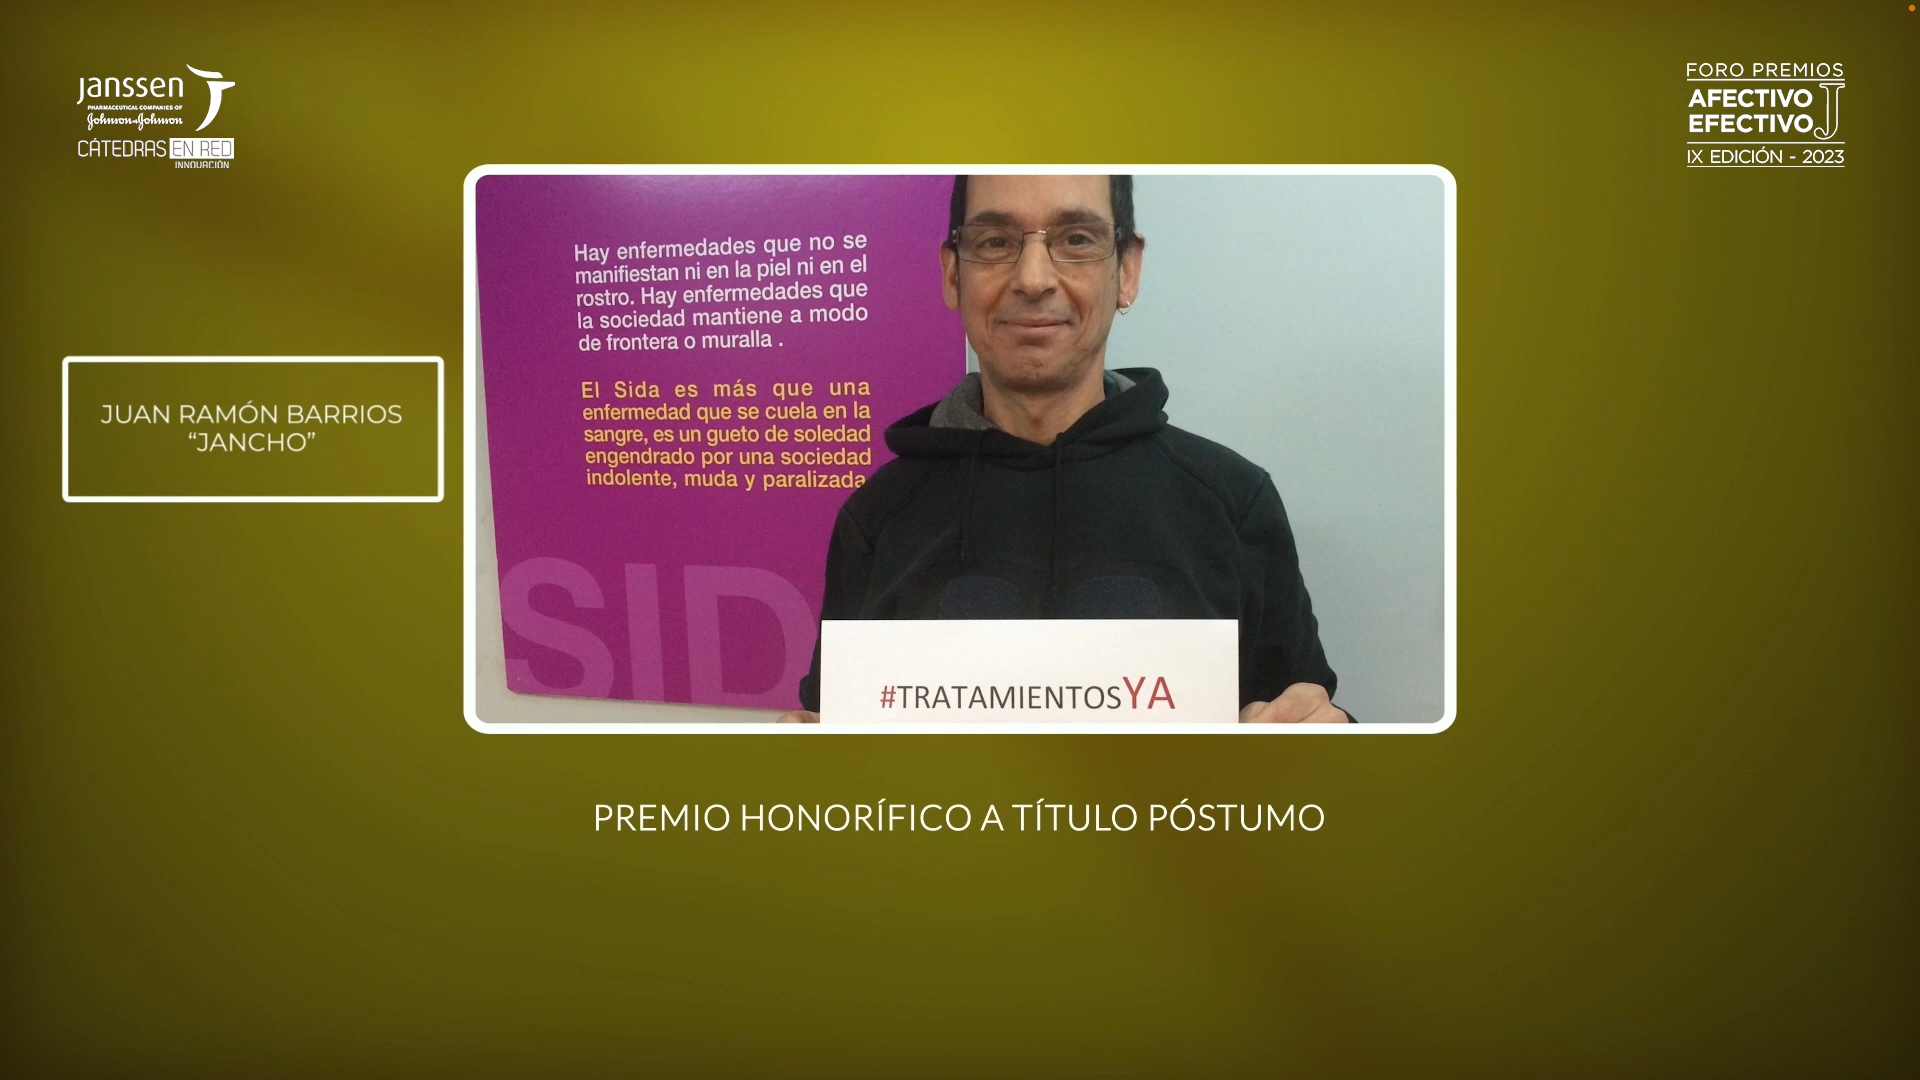 Janssen
PHARMACEUTICAL COMPANIES OF
Johnson & Johnson
CÁTEDRAS EN RED
INNOVACIÓN
FORO PREMIOS
AFECTIVO
EFECTIVO
J
IX EDICIÓN - 2023
JUAN RAMÓN BARRIOS
“JANCHO”
Hay enfermedades que no se
manifiestan ni en la piel ni en el
rostro. Hay enfermedades que
la sociedad mantiene a modo
de frontera o muralla .
El Sida es más que una
enfermedad que se cuela en la
sangre, es un gueto de soledad
engendrado por una sociedad
indolente, muda y paralizada
SID
#TRATAMIENTOSYA
PREMIO HONORÍFICO A TÍTULO PÓSTUMO